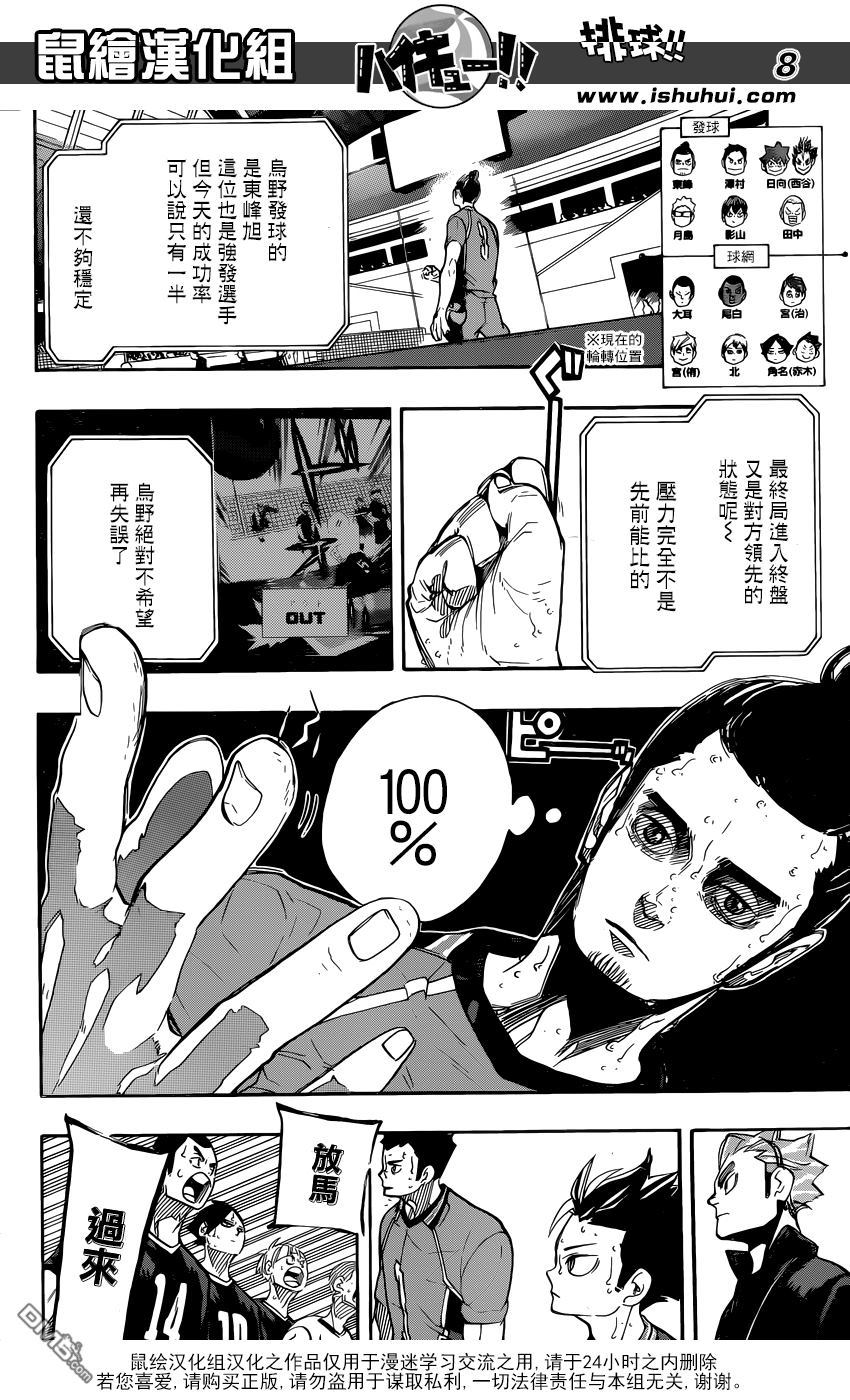 鼠繪漢化組
ハイキュー!!
排球!!
8
www.ishuhui.com
發球
東峰
澤村
日向(西谷)
月島
影山
田中
球網
大耳
尾白
宮(治)
宮(侑)
北
角名(赤木)
※現在的
輪轉位置
烏野發球的
是東峰旭
這位也是強發選手
但今天的成功率
可以說只有一半
還不夠穩定
最終局進入終盤
又是對方領先的
狀態呢~
壓力完全不是
先前能比的
烏野絕對不希望
再失誤了
OUT
100
%
放馬
過來
14
10
鼠绘汉化组汉化之作品仅用于漫迷学习交流之用, 请于24小时之内删除
若您喜爱, 请购买正版, 请勿用于谋取私利, 一切法律责任与本组无关, 谢谢。